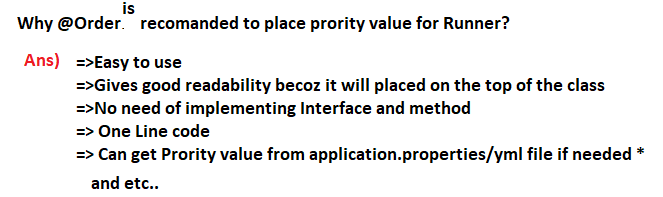 Why @Order. is recomanded to place prority value for Runner?
Ans) =>Easy to use
=>Gives good readability becoz it will placed on the top of the class
=>No need of implementing Interface and method
=> One Line code
=> Can get Prority value from application.properties/yml file if needed *
and etc..